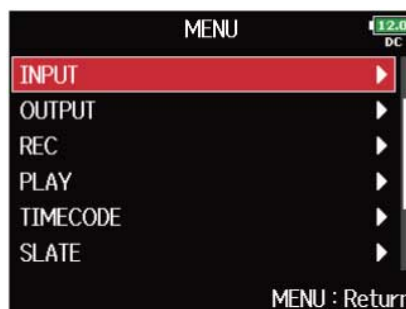 MENU
12.0
DC
INPUT
OUTPUT
REC
PLAY
TIMECODE
SLATE
MENU : Return